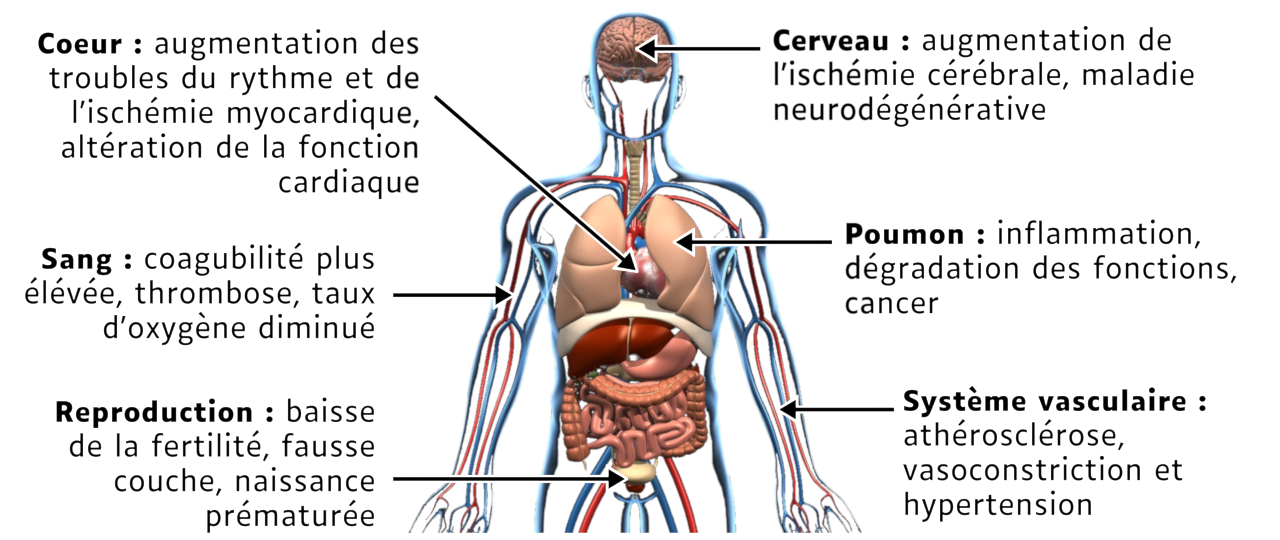 Coeur : augmentation des
troubles du rythme et de
l'ischémie myocardique,
altération de la fonction
cardiaque
Sang : coagubilité plus
élévée, thrombose, taux
d'oxygène diminué
Reproduction : baisse
de la fertilité, fausse
couche, naissance
prématurée
Cerveau : augmentation de
l'ischémie cérébrale, maladie
neurodégénérative
Poumon : inflammation,
dégradation des fonctions,
cancer
Système vasculaire :
athérosclérose,
vasoconstriction et
hypertension